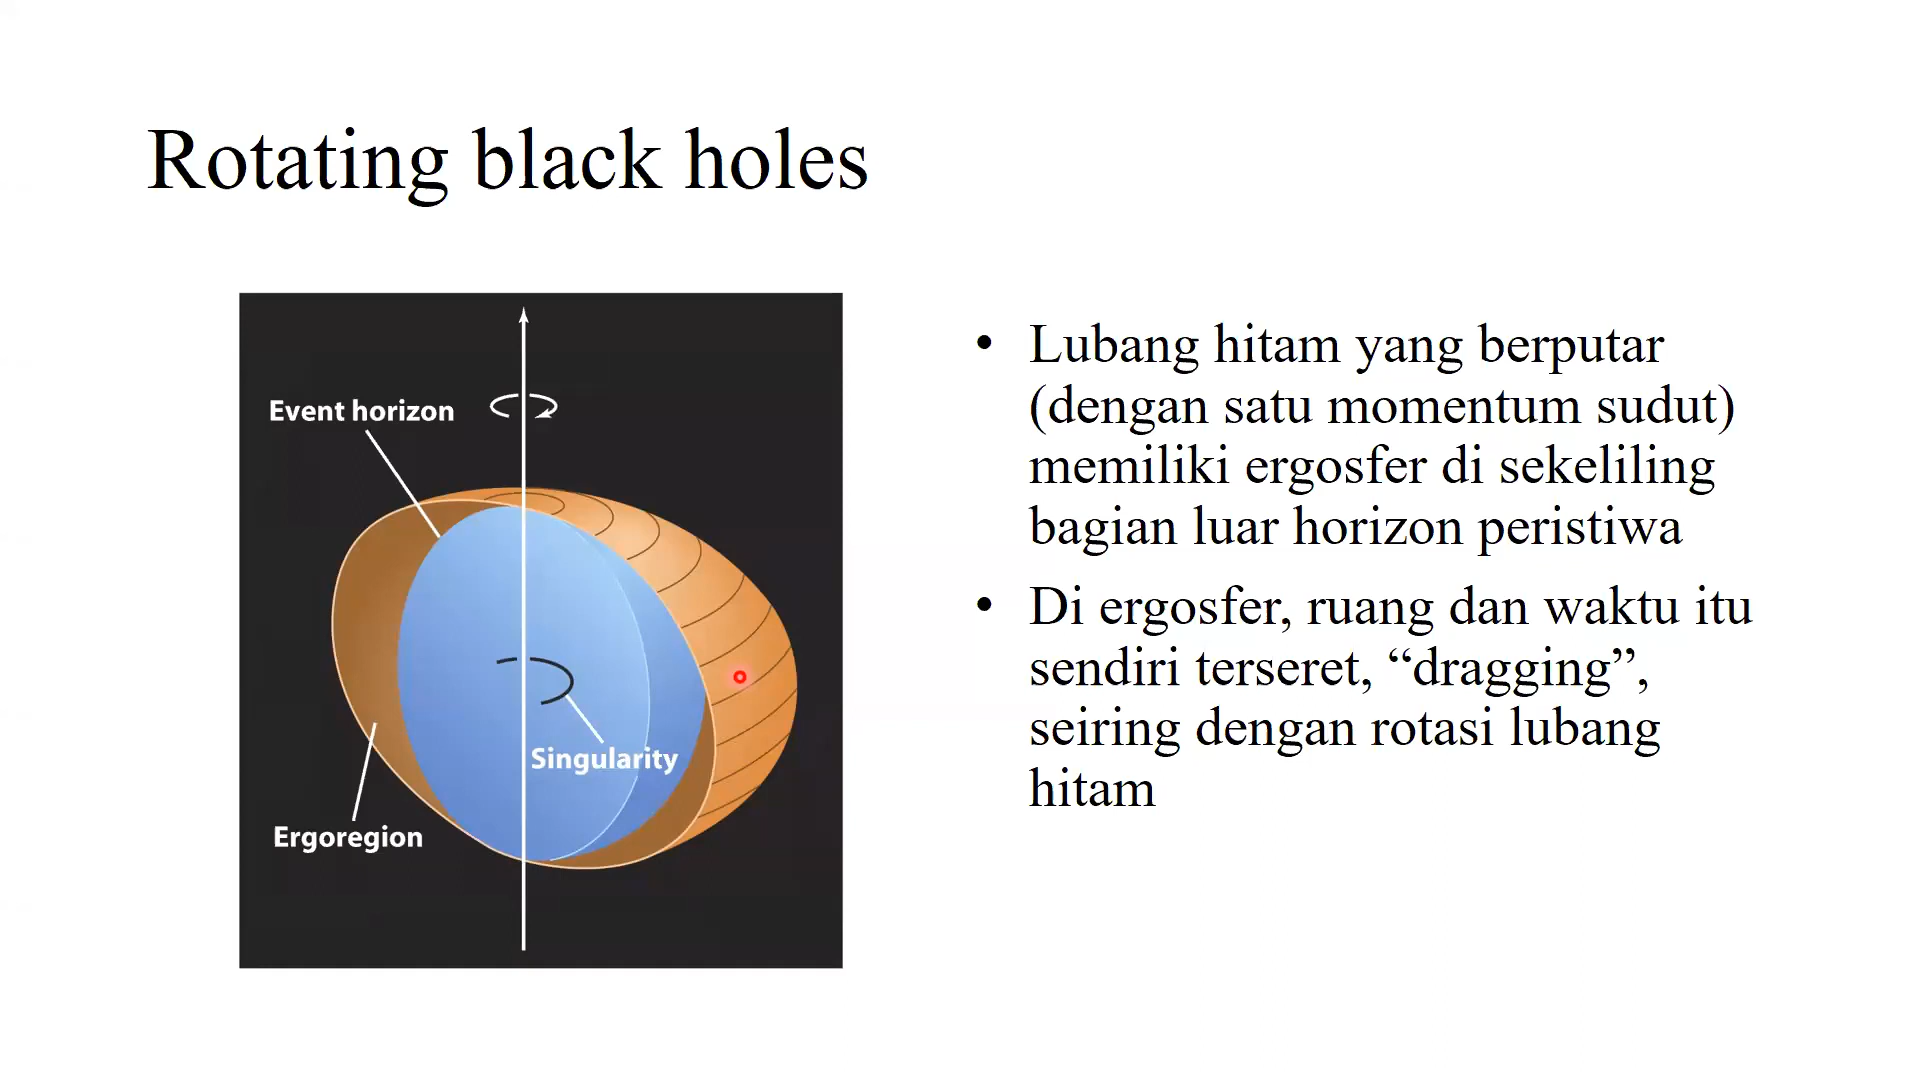 Rotating black holes
Event horizon
Singularity
Ergoregion
• Lubang hitam yang berputar
(dengan satu momentum sudut)
memiliki ergosfer di sekeliling
bagian luar horizon peristiwa
• Di ergosfer, ruang dan waktu itu
sendiri terseret, “dragging”,
seiring dengan rotasi lubang
hitam